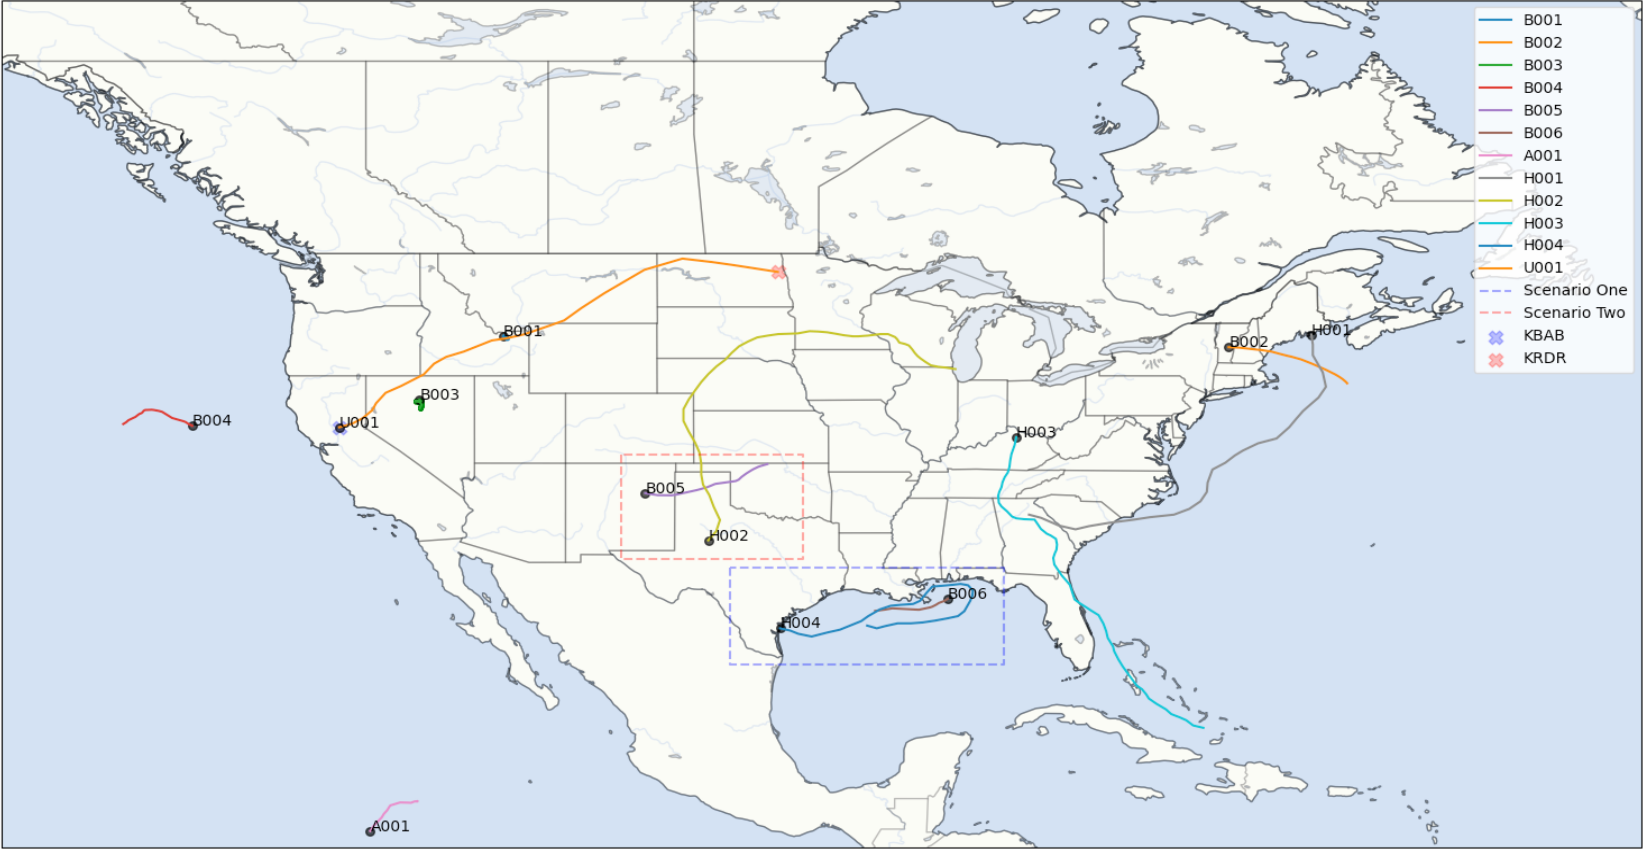 B001
B002
B003
B004
B005
B006
A001
H001
H002
H003
H004
U001
Scenario One
Scenario Two
KBAB
KRDR
B001
H001
B002
B003
B004
U001
H003
B005
H002
B006
H004
A001